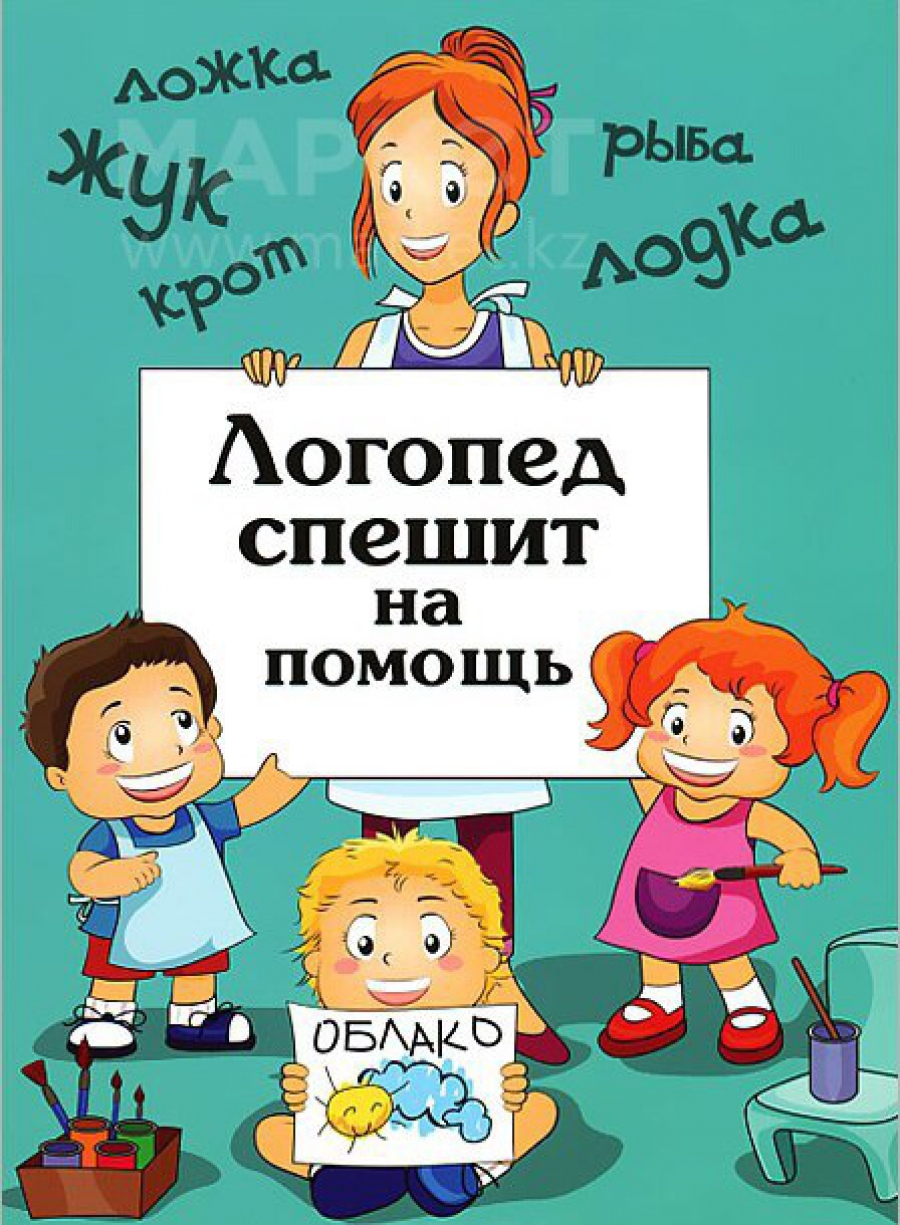 ложка
жук
крот
рыба
лодка
Логопед
спешит
на
помощь
ОБЛАКО